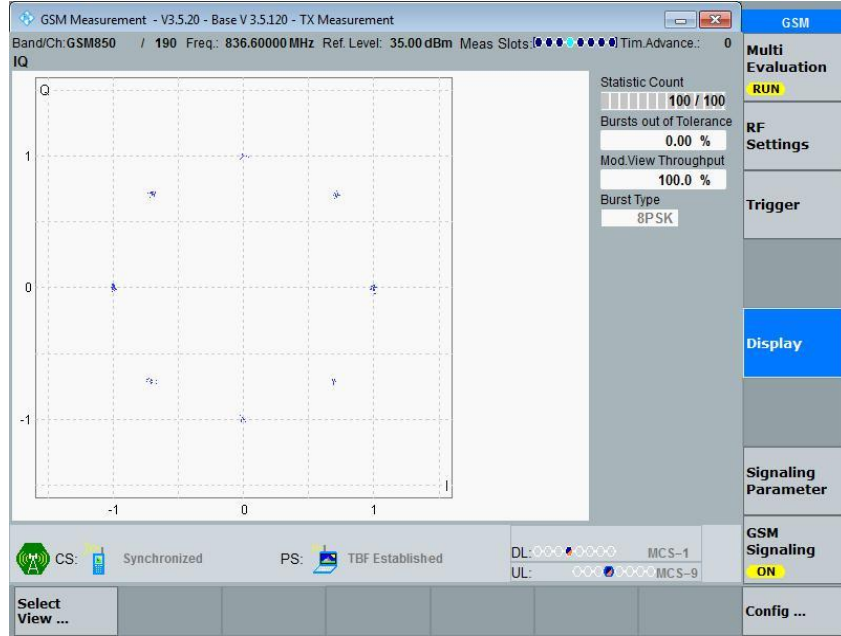 GSM Measurement - V3.5.20 - Base V 3.5.120 - TX Measurement
GSM
Band/Ch:GSM850 / 190 Freq.: 836.60000 MHz Ref. Level: 35.00 dBm Meas Slots: Tim.Advance.: 0
IQ
Q
1
0
-1
-1 0 1
I
Statistic Count
100 / 100
Bursts out of Tolerance
0.00 %
Mod.View Throughput
100.0 %
Burst Type
8PSK
Multi
Evaluation
RUN
RF
Settings
Trigger
Display
Signaling
Parameter
GSM
Signaling
ON
CS: Synchronized PS: TBF Established DL: MCS-1
UL: MCS-9
Select
View ...
Config ...